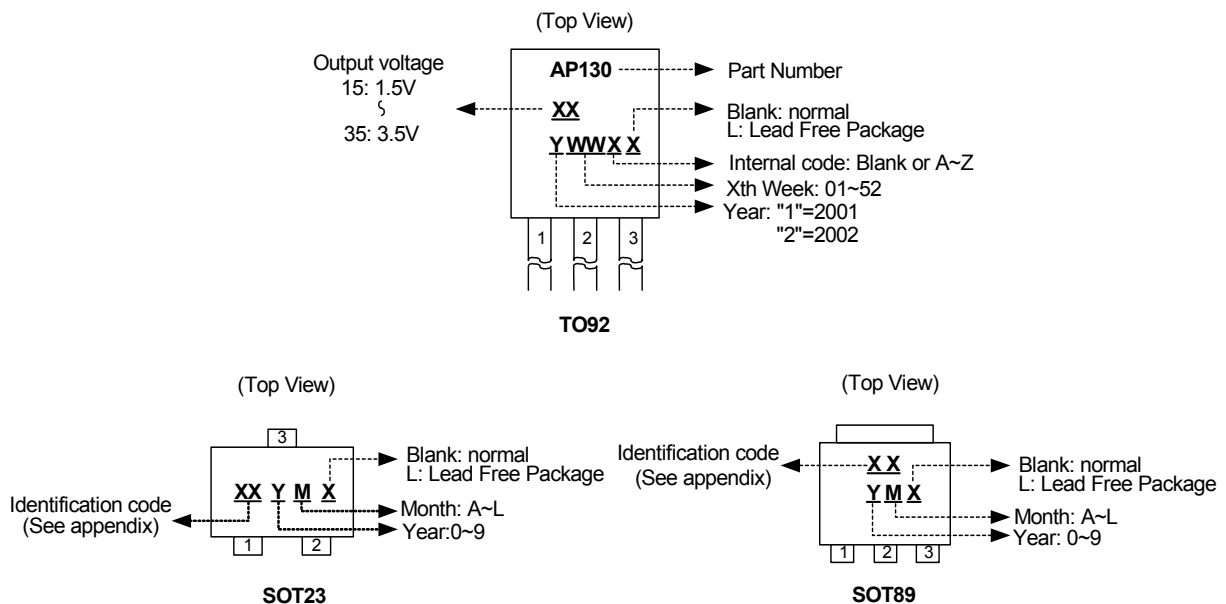 (Top View)
Output voltage
15: 1.5V
~
35: 3.5V
AP130
Part Number
XX
Blank: normal
L: Lead Free Package
Y WW X X
Internal code: Blank or A~Z
Xth Week: 01~52
Year: "1"=2001
"2"=2002
1 2 3
TO92
(Top View)
3
Blank: normal
L: Lead Free Package
XX Y M X
Identification code
(See appendix)
Month: A~L
Year:0~9
1 2
SOT23
(Top View)
Identification code
(See appendix)
X X
Blank: normal
L: Lead Free Package
Y M X
Month: A~L
Year: 0~9
1 2 3
SOT89